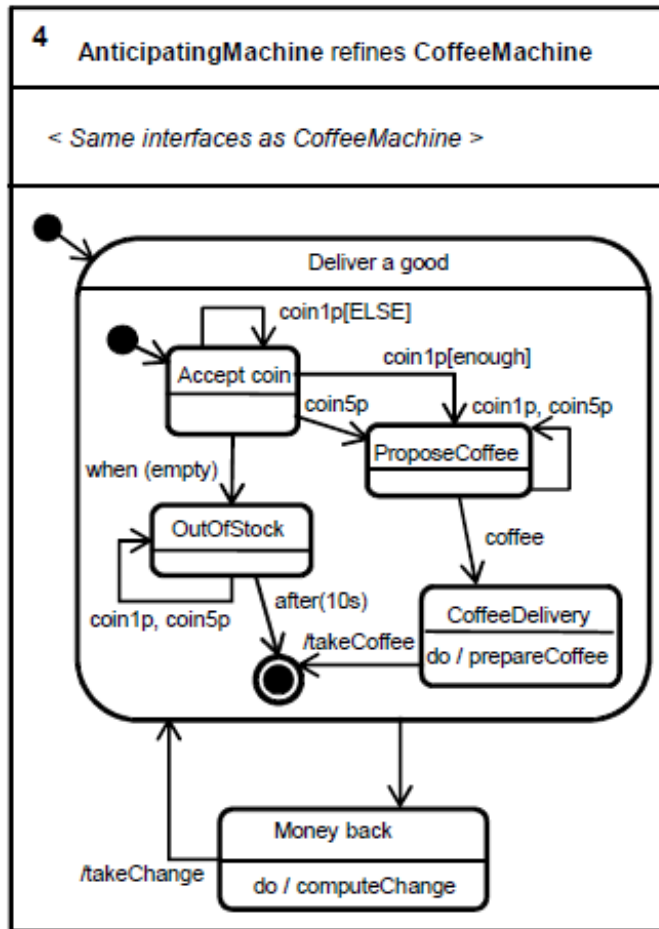 4 AnticipatingMachine refines CoffeeMachine
< Same interfaces as CoffeeMachine >
Deliver a good
coin1p[ELSE]
Accept coin
coin1p[enough]
coin5p
coin1p, coin5p
ProposeCoffee
when (empty)
OutOfStock
coffee
coin1p, coin5p
after(10s)
CoffeeDelivery
/takeCoffee
do / prepareCoffee
Money back
/takeChange
do / computeChange